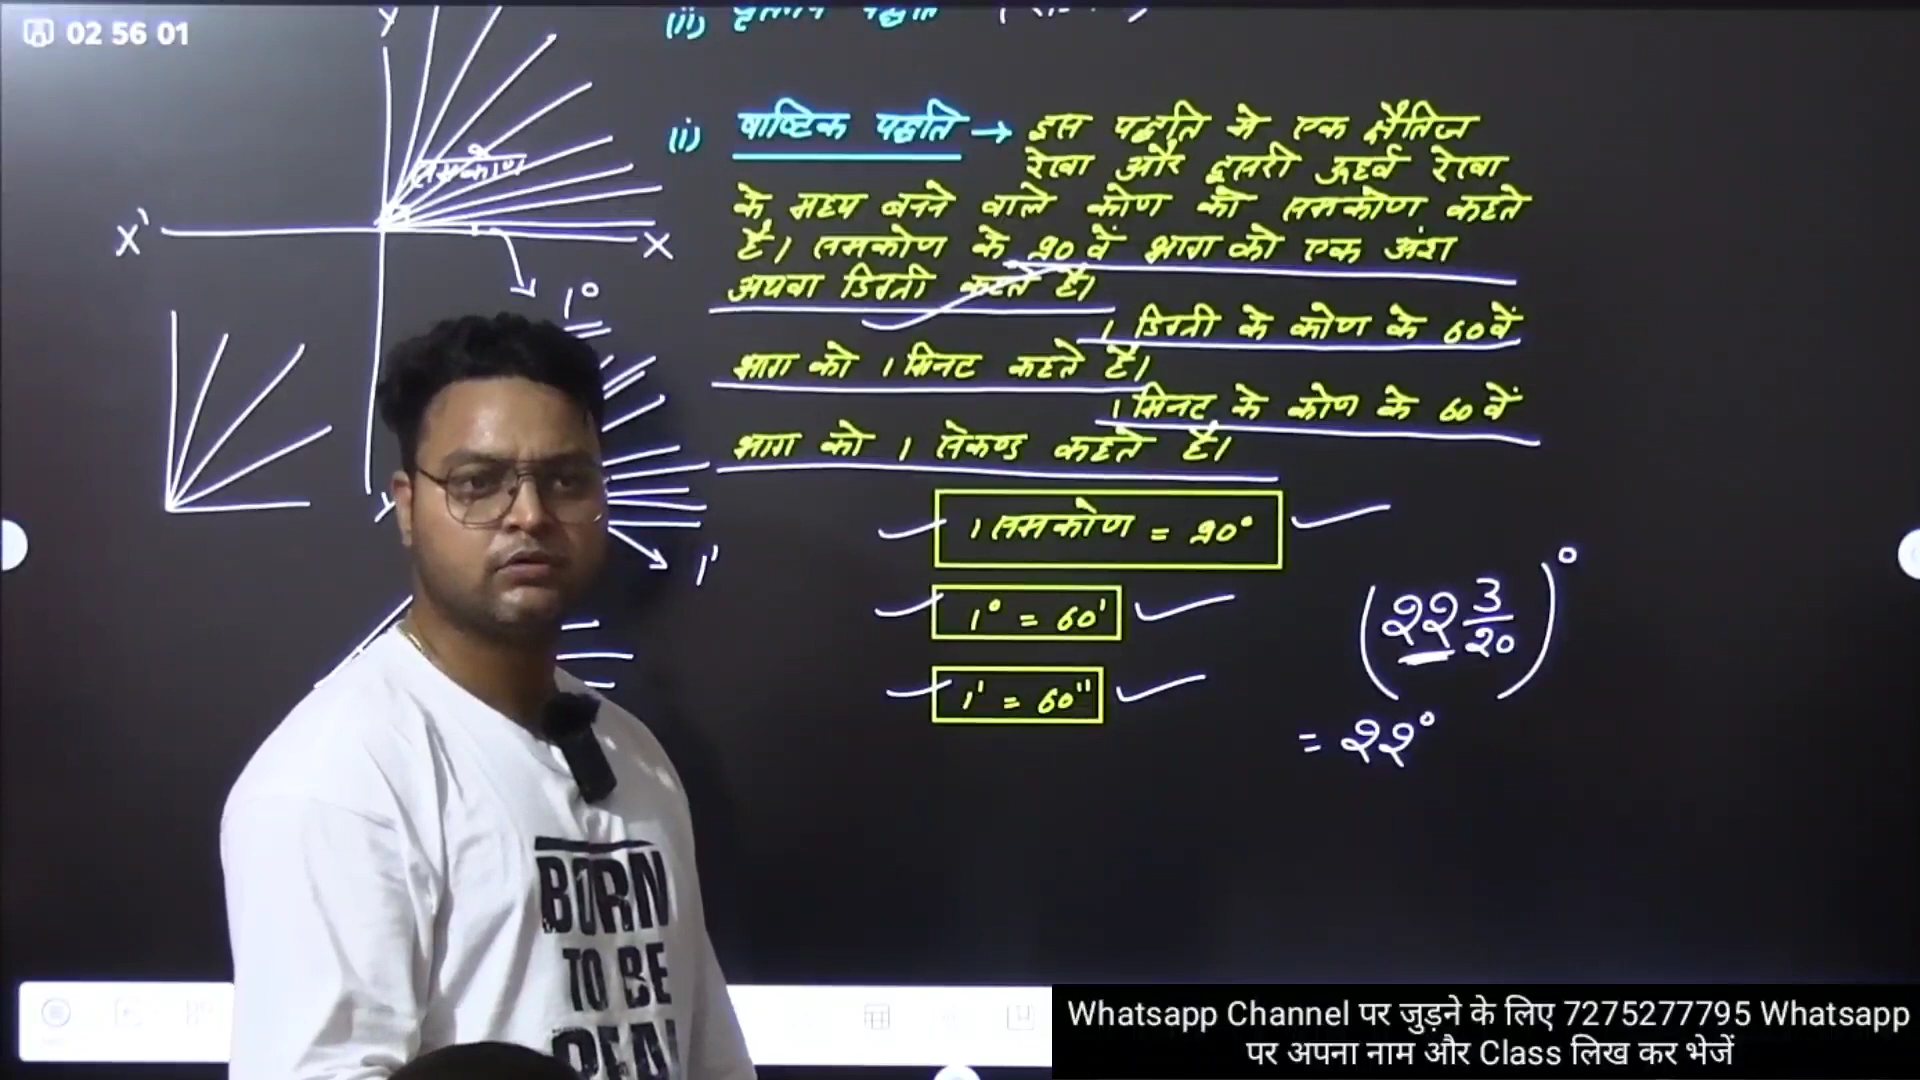 02 56 01
(ii)
(i) षाष्टिक पद्धति → इस पद्धति में एक क्षैतिज
रेखा और दूसरी ऊर्ध्व रेखा
के मध्य बनने वाले कोण को समकोण कहते
है। समकोण के 90 वें भाग को एक अंश
अथवा डिग्री कहते है।
1 डिग्री के कोण के 60 वें
भाग को 1 मिनट कहते है।
1 मिनट के कोण के 60 वें
भाग को 1 सेकण्ड कहते है।
1 समकोण = 90°
1° = 60'
1' = 60"
Y
समकोण
X'
X
1°
Y
1'
(22 3/20)°
= 22°
BORN
TO BE
REAL
Whatsapp Channel पर जुड़ने के लिए 7275277795 Whatsapp
पर अपना नाम और Class लिख कर भेजें